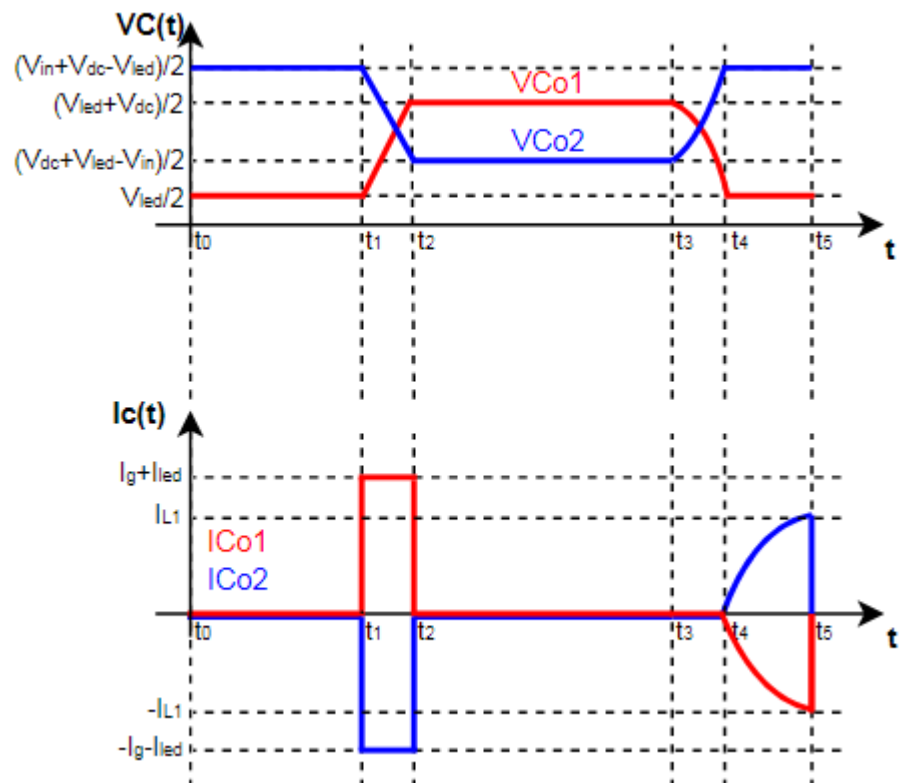 VC(t)
(Vin+Vdc-Vled)/2
(Vled+Vdc)/2
VCo1
VCo2
(Vdc+Vled-Vin)/2
Vled/2
t0 t1 t2 t3 t4 t5 t
Ic(t)
Ig+Iled
IL1
ICo1
ICo2
t0 t1 t2 t3 t4 t5 t
-IL1
-Ig-Iled